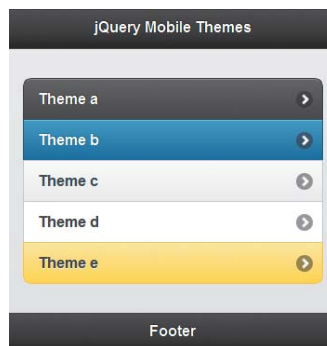 jQuery Mobile Themes
Theme a
Theme b
Theme c
Theme d
Theme e
Footer